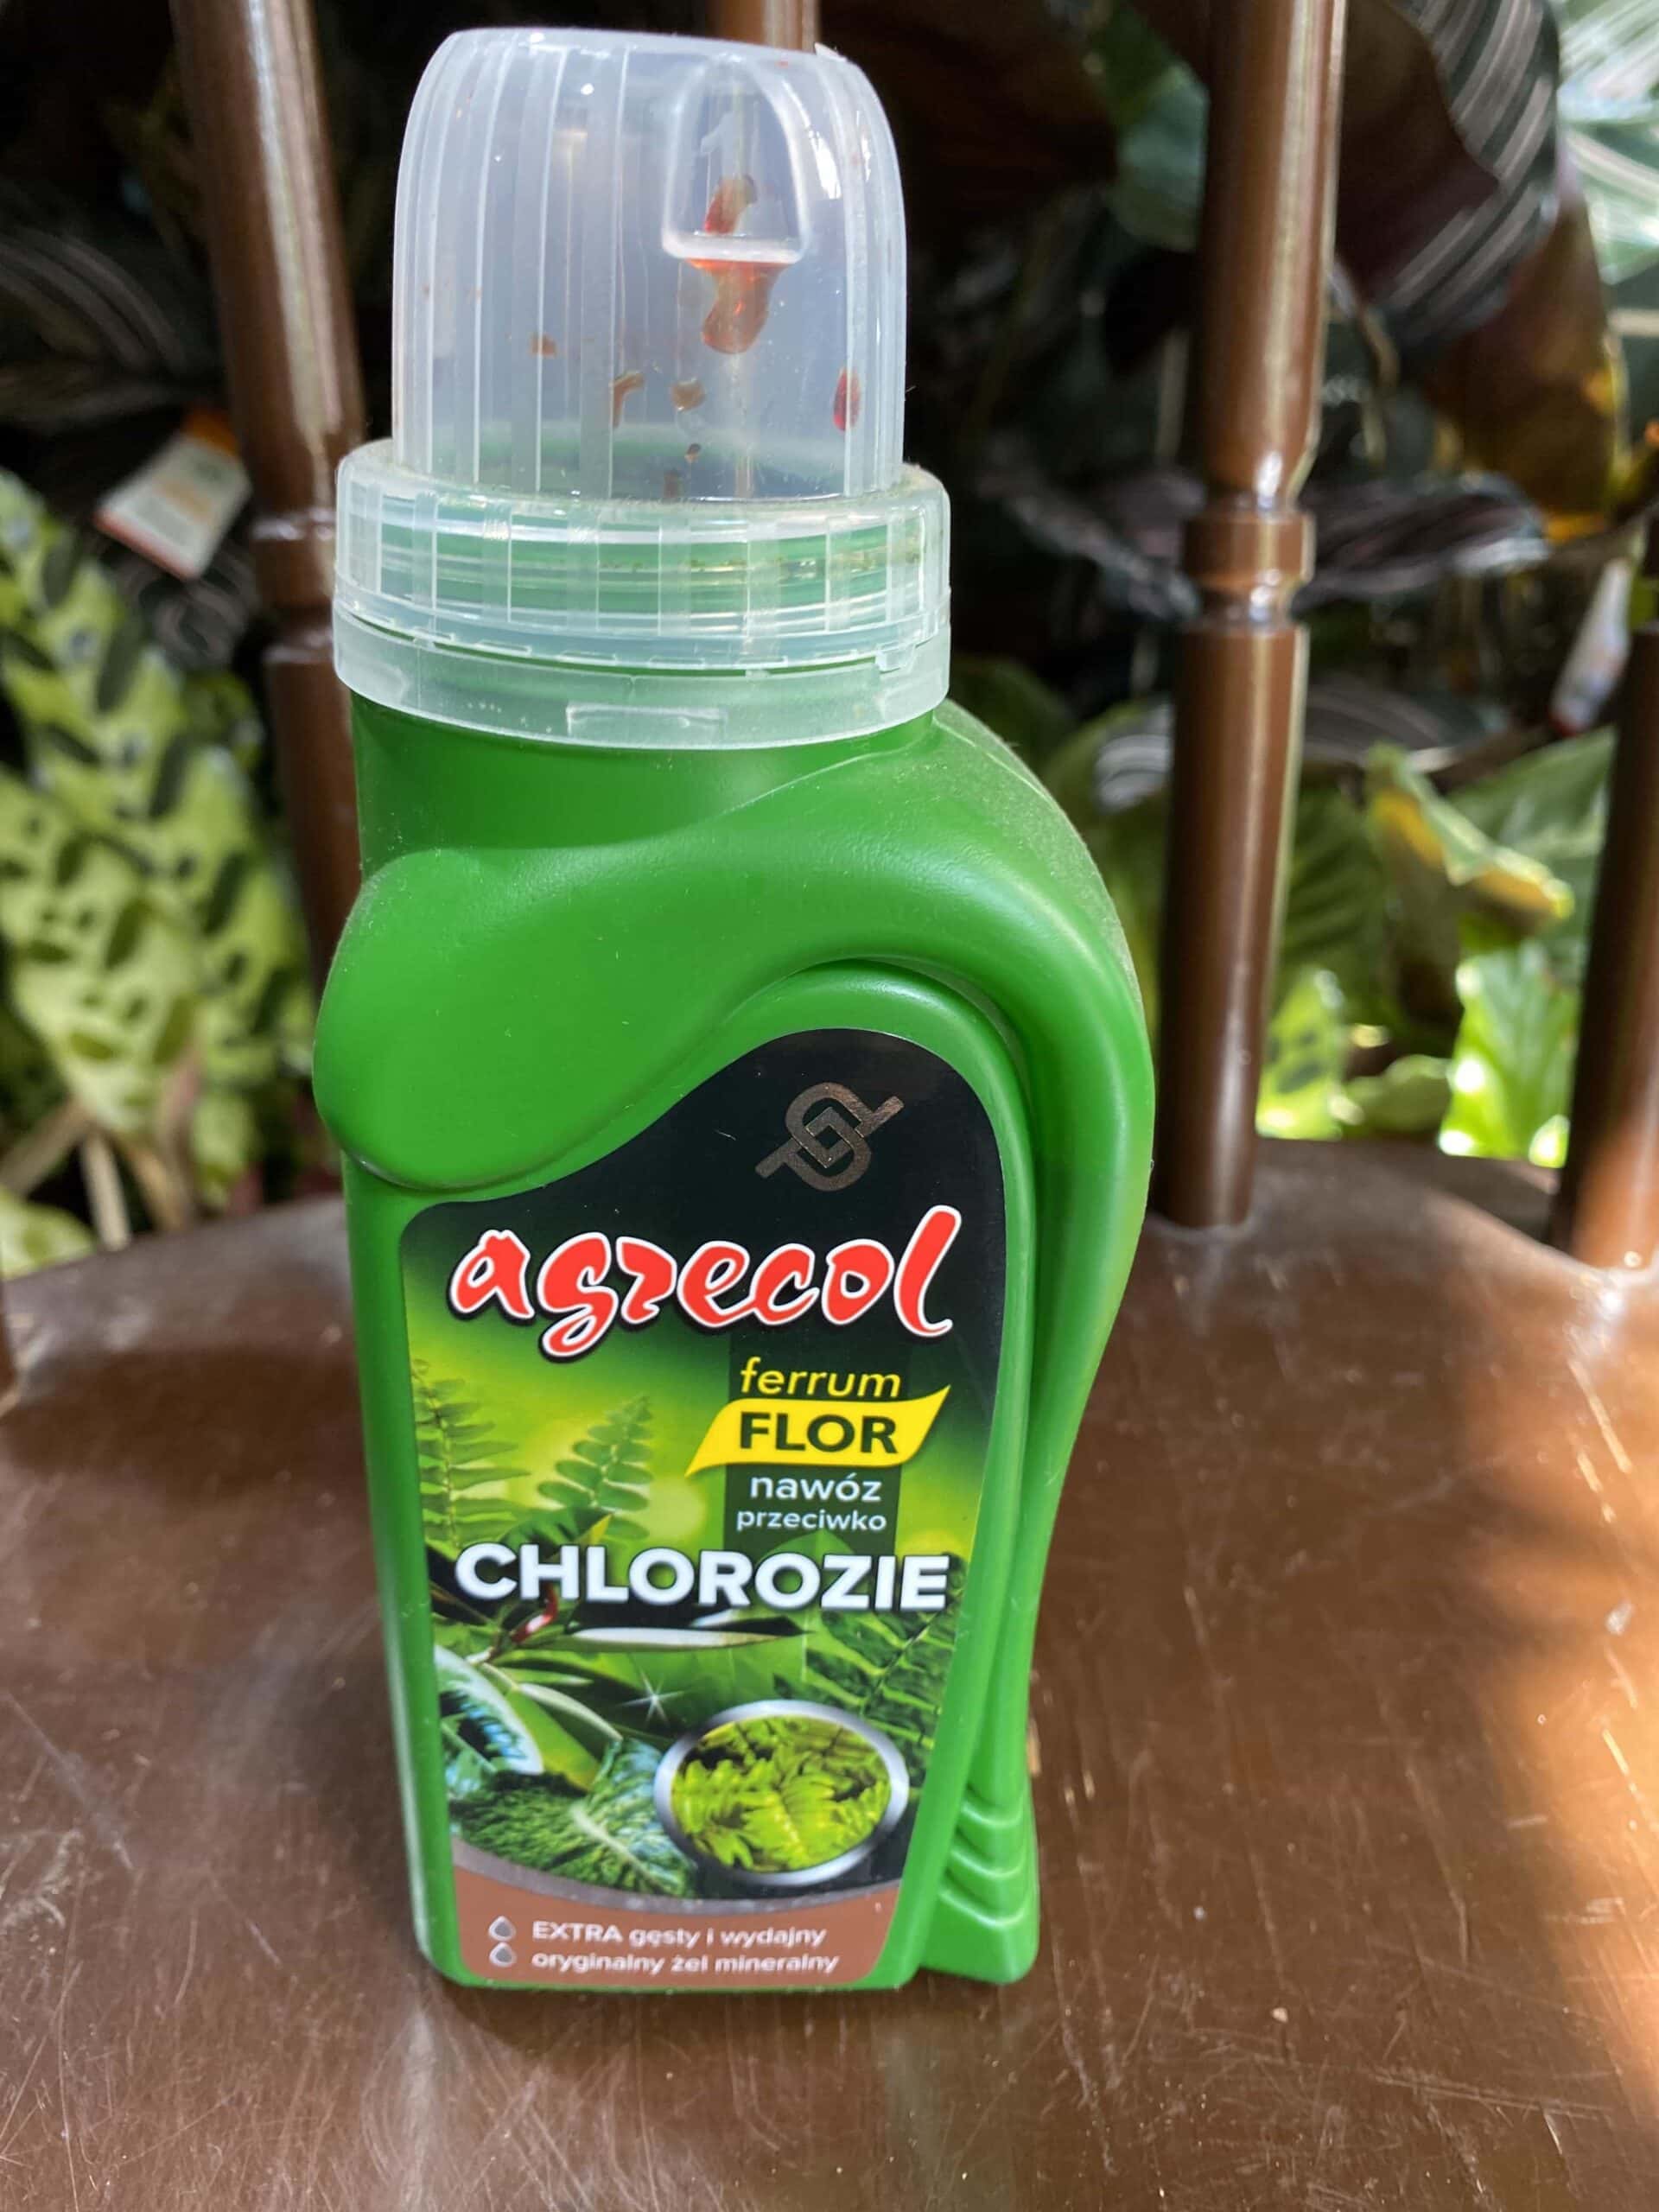 agrecol
ferrum
FLOR
nawóz
przeciwko
CHLOROZIE
EXTRA gęsty i wydajny
oryginalny żel mineralny